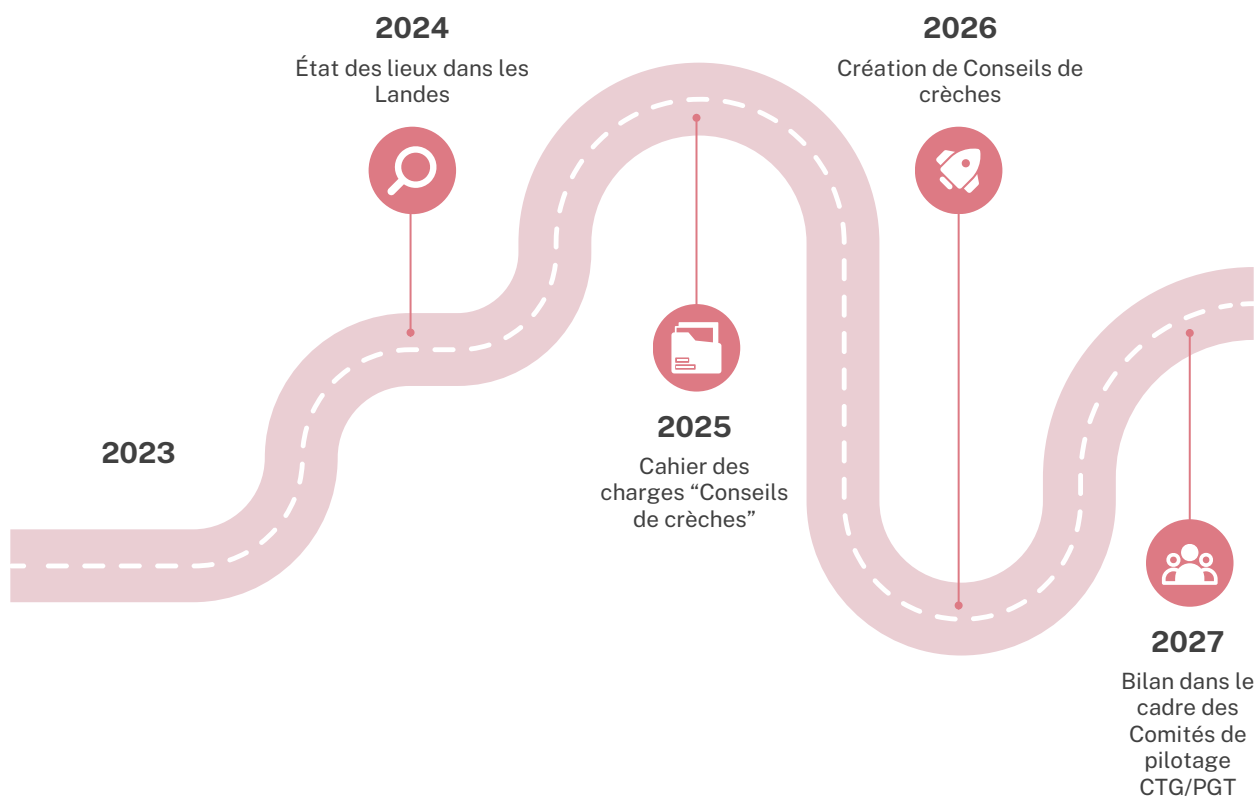 2023
2024
État des lieux dans les
Landes
2025
Cahier des
charges “Conseils
de crèches”
2026
Création de Conseils de
crèches
2027
Bilan dans le
cadre des
Comités de
pilotage
CTG/PGT